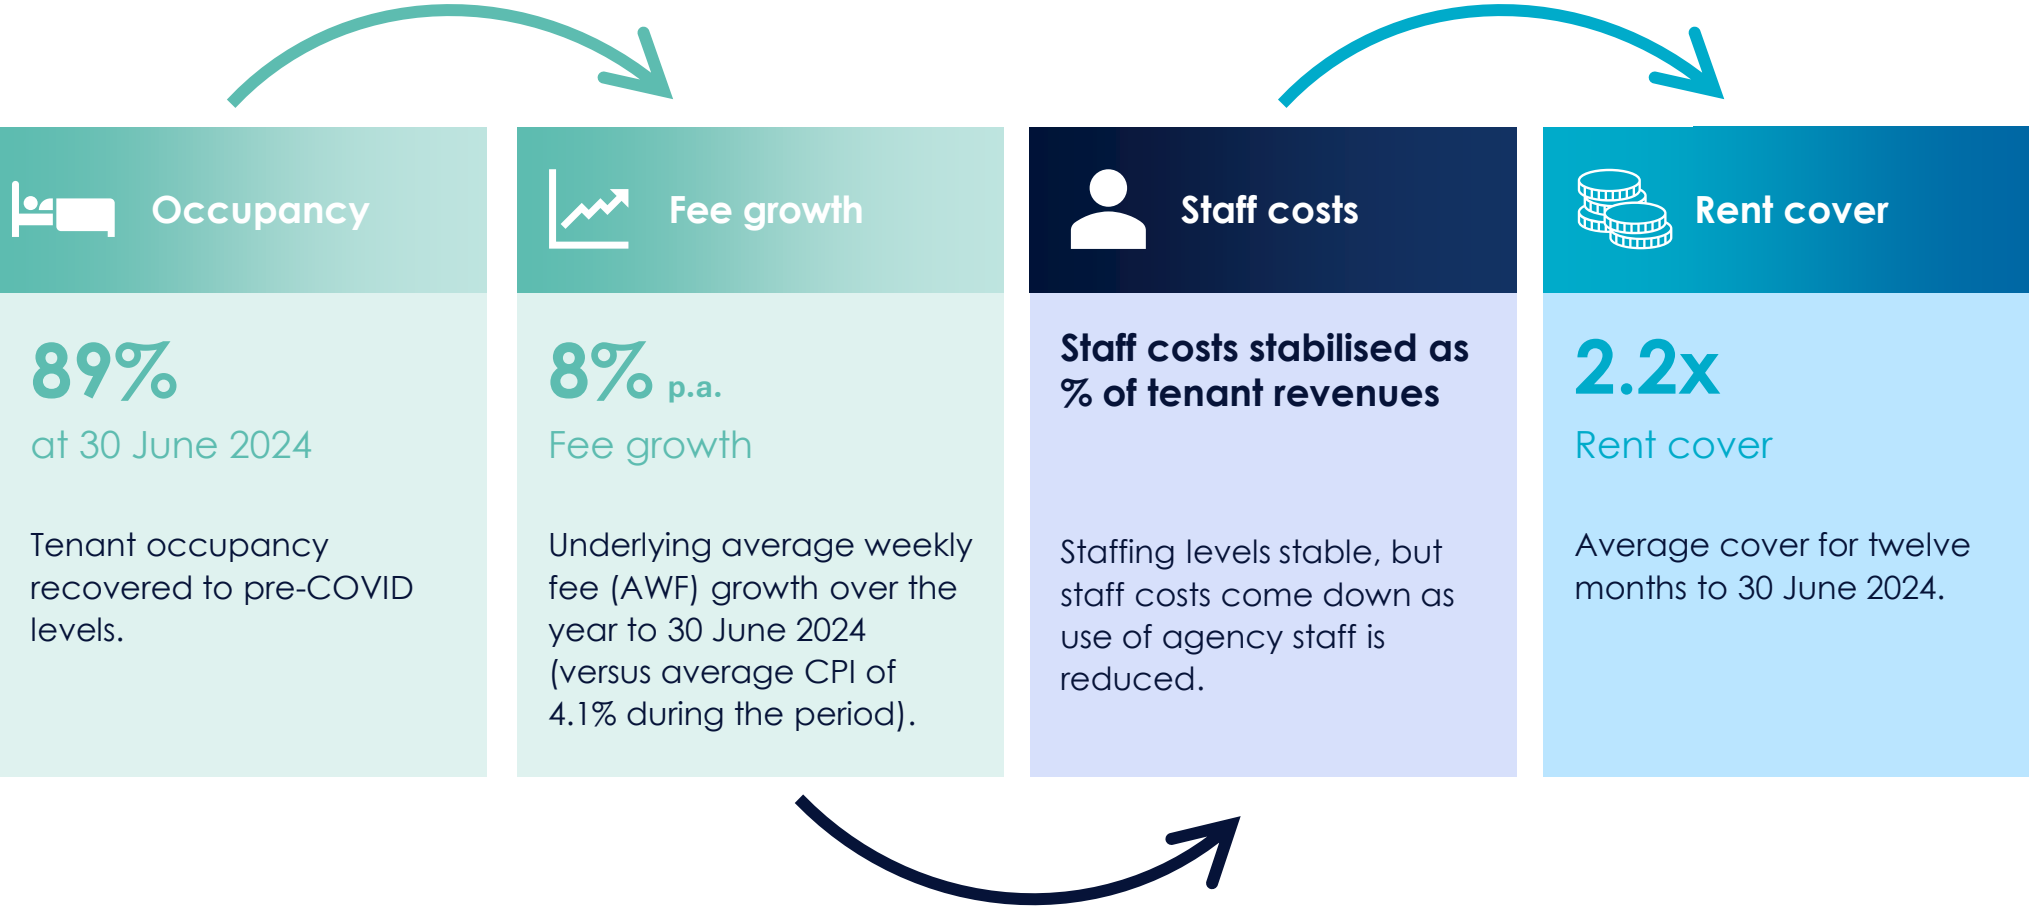 Occupancy
89%
at 30 June 2024
Tenant occupancy
recovered to pre-COVID
levels.
Fee growth
8% p.a.
Fee growth
Underlying average weekly
fee (AWF) growth over the
year to 30 June 2024
(versus average CPI of
4.1% during the period).
Staff costs
Staff costs stabilised as
% of tenant revenues
Staffing levels stable, but
staff costs come down as
use of agency staff is
reduced.
Rent cover
2.2x
Rent cover
Average cover for twelve
months to 30 June 2024.